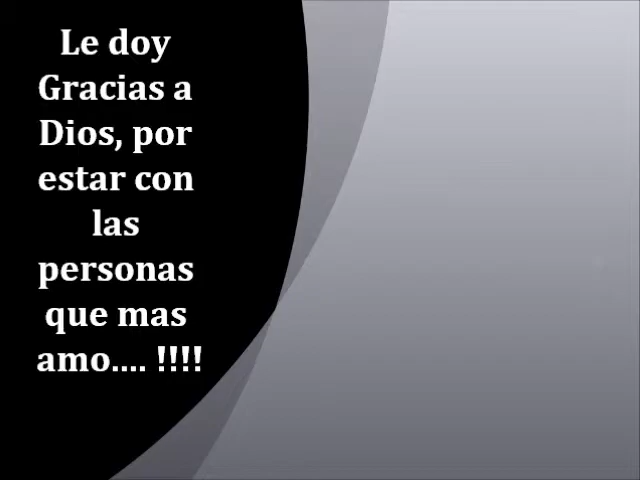 Le doy
Gracias a
Dios, por
estar con
las
personas
que mas
amo.... !!!!